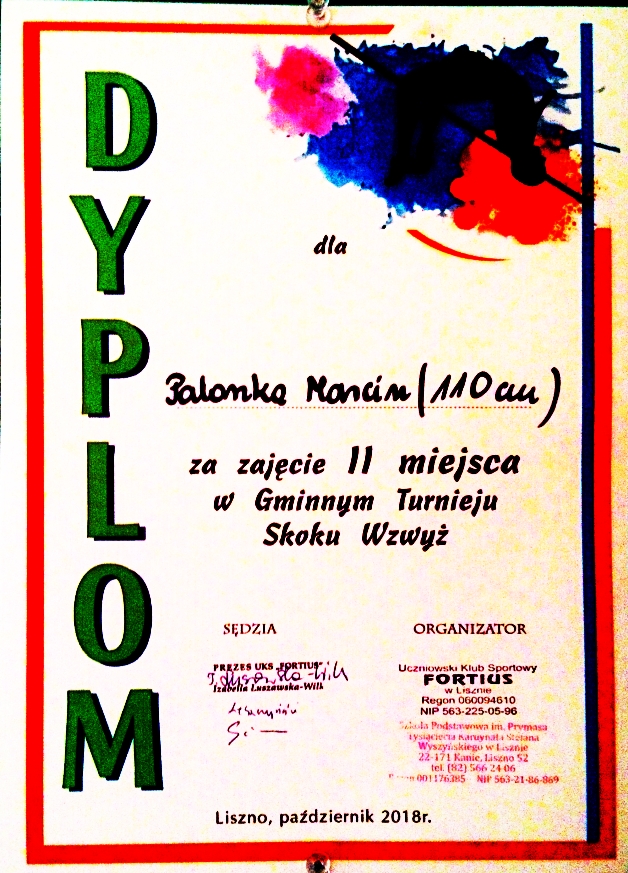 DYPLOM
dla
Palonka Marcin (110 cm)
za zajęcie II miejsca
w Gminnym Turnieju
Skoku Wzwyż
SĘDZIA
PREZES UKS „FORTIUS"
Izabella Łuszawska-Wilk
ORGANIZATOR
Uczniowski Klub Sportowy
FORTIUS
w Lisznie
Regon 060094610
NIP 563-225-05-96
Szkoła Podstawowa im. Prymasa
Tysiąclecia Kardynała Stefana
Wyszyńskiego w Lisznie
22-171 Kanie, Liszno 52
tel. (82) 566 24 06
001176385 NIP 563-21-86-869
Liszno, październik 2018r.